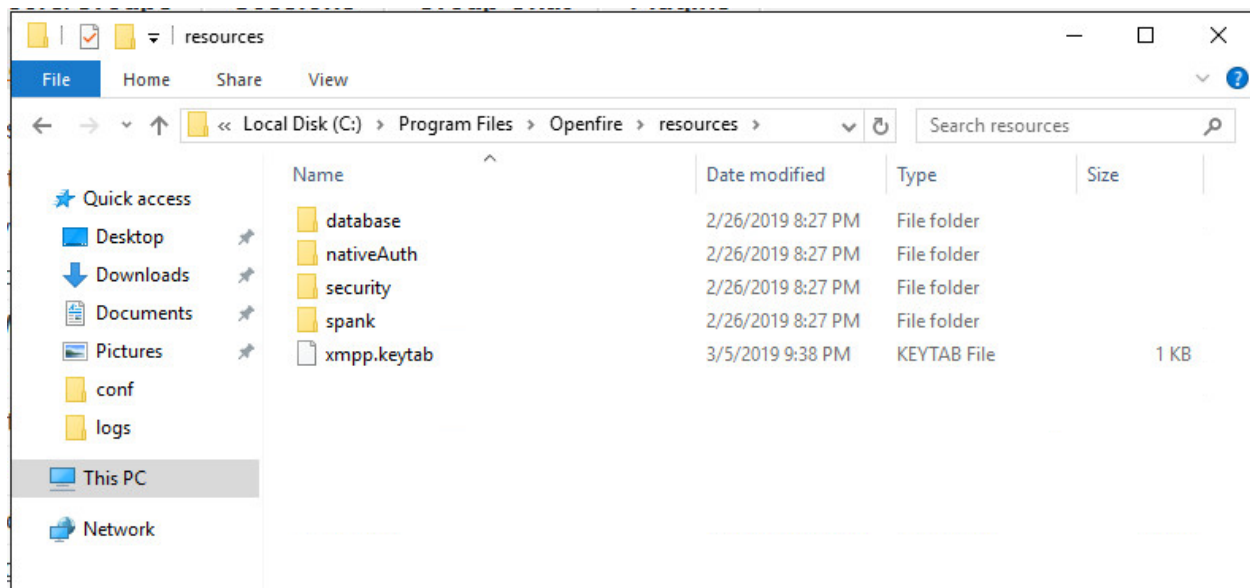 resources
File Home Share View
« Local Disk (C:) > Program Files > Openfire > resources >
Search resources
Name Date modified Type Size
Quick access
Desktop
Downloads
Documents
Pictures
conf
logs
This PC
Network
database 2/26/2019 8:27 PM File folder
nativeAuth 2/26/2019 8:27 PM File folder
security 2/26/2019 8:27 PM File folder
spank 2/26/2019 8:27 PM File folder
xmpp.keytab 3/5/2019 9:38 PM KEYTAB File 1 KB